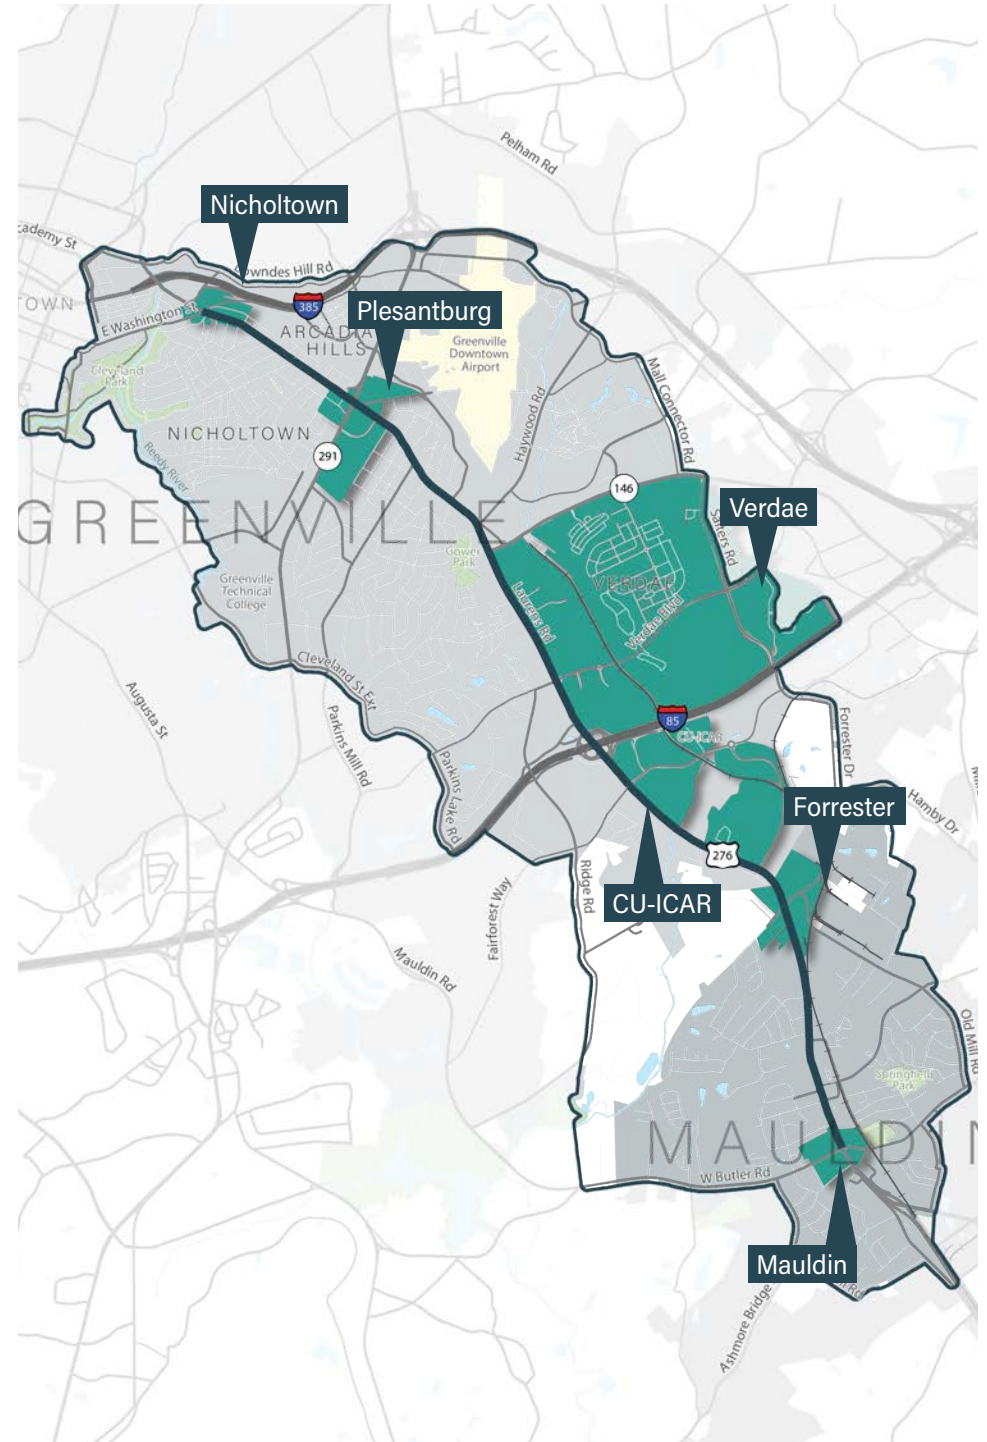 Pelham Rd
Nicholtown
cademy St
Lowndes Hill Rd
TOWN
385
Plesantburg
E Washington St
ARCADIA
HILLS
Greenville
Downtown
Airport
Cleveland
Park
Mall Connector Rd
Haywood Rd
NICHOLTOWN
291
Reedy River
146
Verdae
GREENVILLE
Salters Rd
Gower
Park
Greenville
Technical
College
VERDAE
Laurens Rd
Verdae Blvd
Cleveland St Ext
Augusta St
Parkins Mill Rd
85
CU-ICAR
Forrester Dr
Parkins Lake Rd
Hamby Dr
Forrester
276
Ridge Rd
CU-ICAR
Fairforest Way
Mauldin Rd
Old Mill Rd
Springfield
Park
MAULDIN
W Butler Rd
Mauldin
Rd
Ashmore Bridge